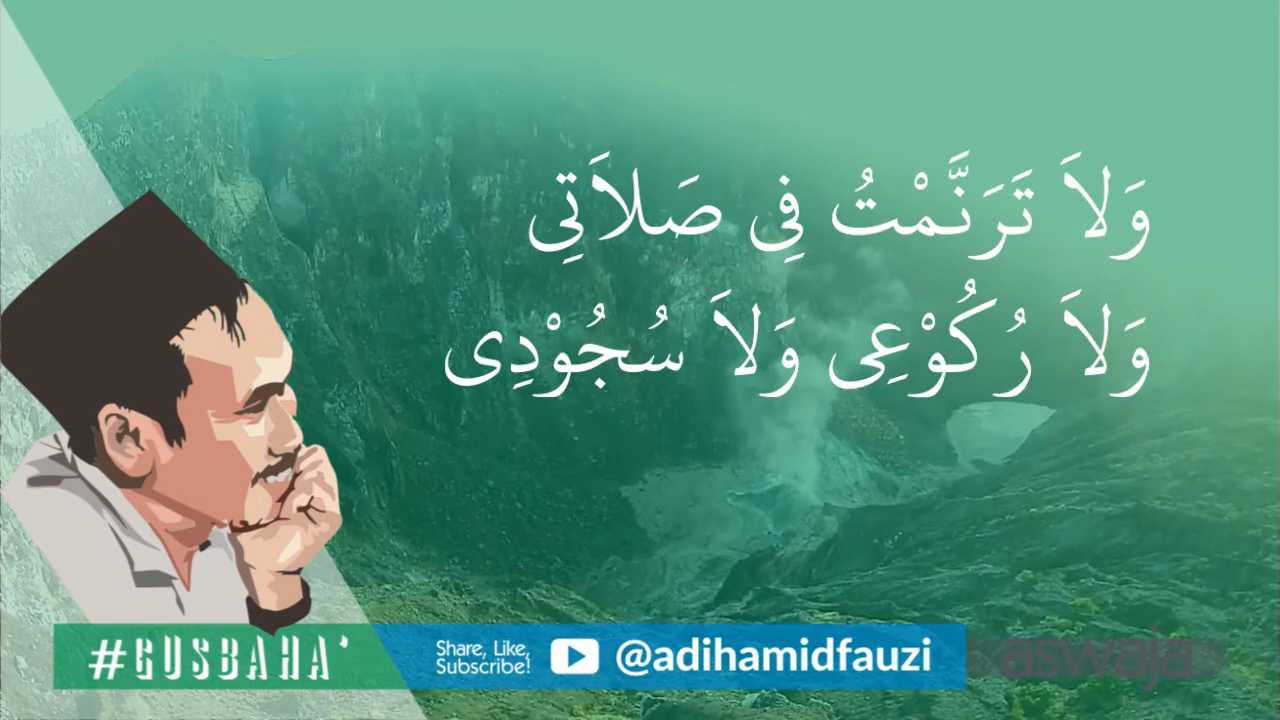 وَلاَ تَرَنَّمْتُ فِي صَلاَتِي
وَلاَ رُكُوْعِى وَلاَ سُجُوْدِى
#GUSBAHA'
Share, Like,
Subscribe!
@adihamidfauzi
aswaja